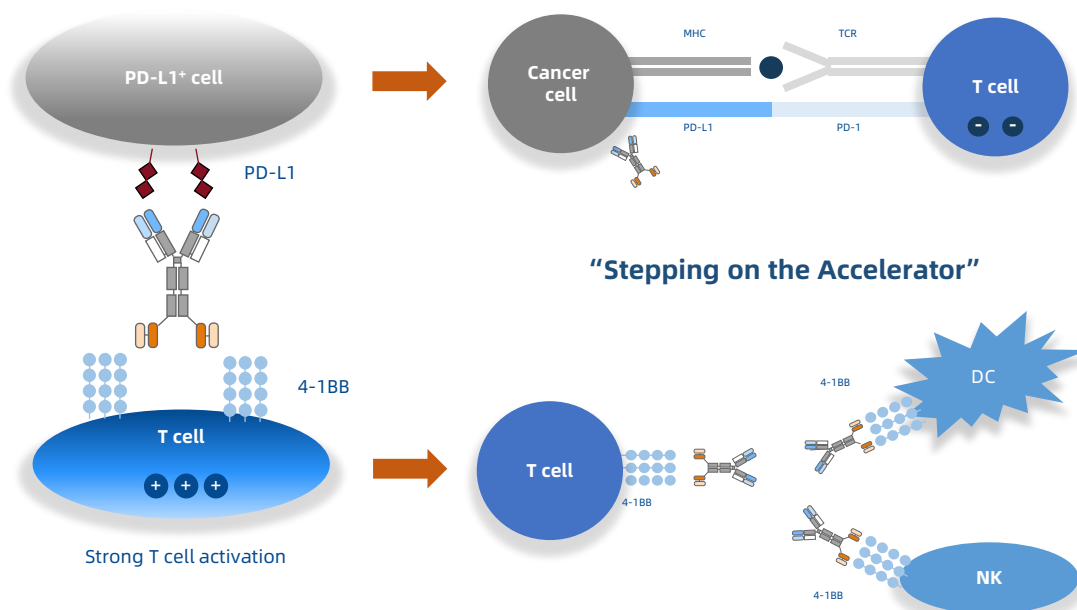 PD-L1⁺ cell
PD-L1
4-1BB
T cell
+ + +
Strong T cell activation
MHC
TCR
Cancer
cell
T cell
- -
PD-L1
PD-1
“Stepping on the Accelerator”
T cell
4-1BB
4-1BB
DC
4-1BB
NK